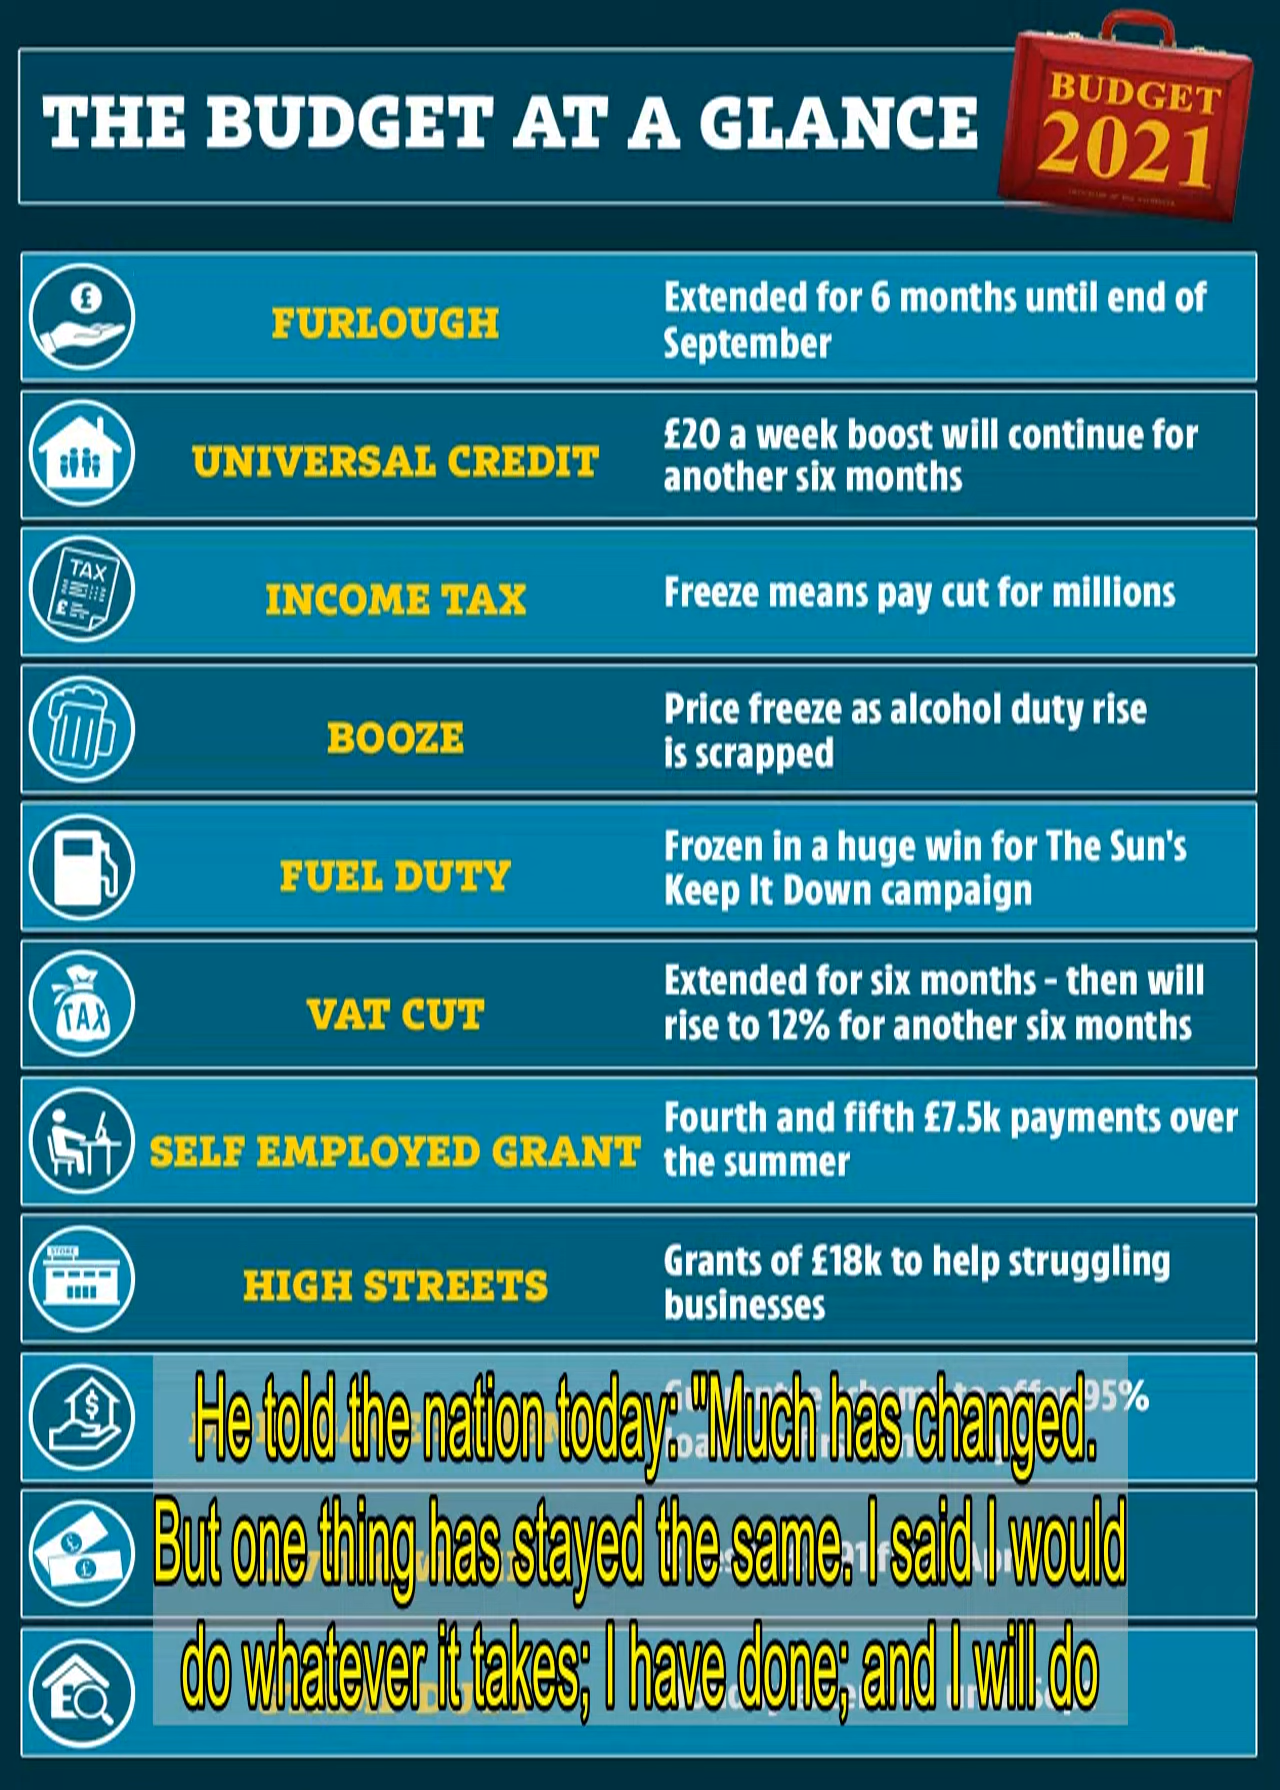 THE BUDGET AT A GLANCE
BUDGET
2021
FURLOUGH
Extended for 6 months until end of
September
UNIVERSAL CREDIT
£20 a week boost will continue for
another six months
TAX
£
INCOME TAX
Freeze means pay cut for millions
BOOZE
Price freeze as alcohol duty rise
is scrapped
FUEL DUTY
Frozen in a huge win for The Sun's
Keep It Down campaign
TAX
VAT CUT
Extended for six months - then will
rise to 12% for another six months
SELF EMPLOYED GRANT
Fourth and fifth £7.5k payments over
the summer
STORE
HIGH STREETS
Grants of £18k to help struggling
businesses
95%
He told the nation today: "Much has changed.
But one thing has stayed the same. I said I would
do whatever it takes; I have done; and I will do